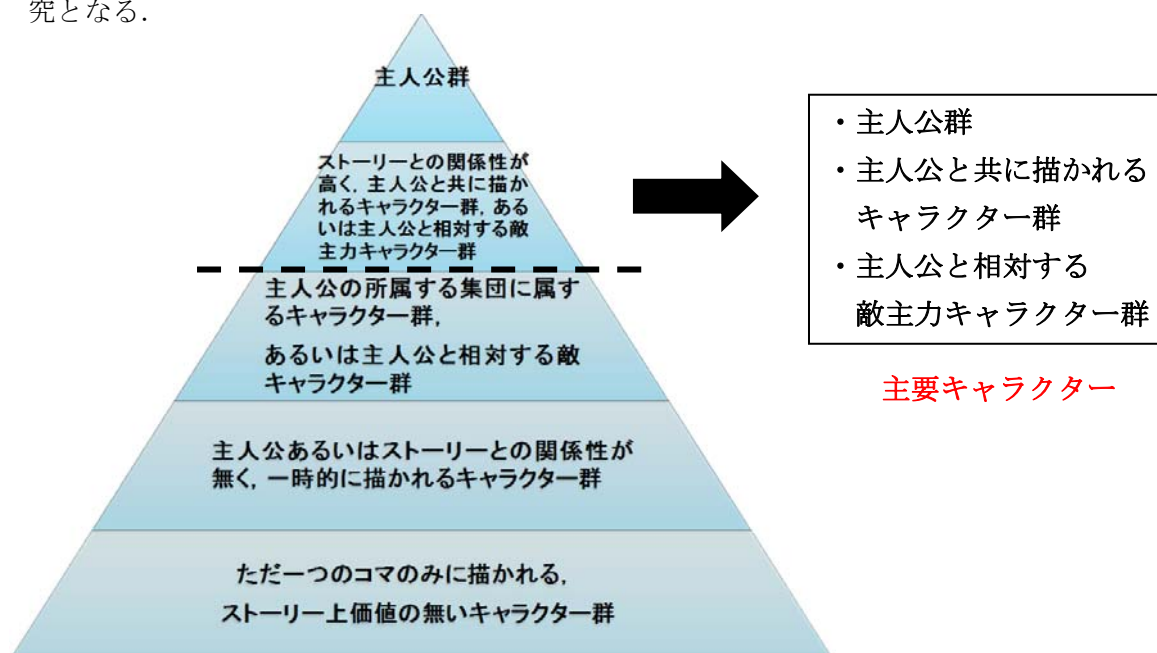 究となる.
主人公群
ストーリーとの関係性が
高く, 主人公と共に描か
れるキャラクター群, ある
いは主人公と相対する敵
主力キャラクター群
主人公の所属する集団に属す
るキャラクター群,
あるいは主人公と相対する敵
キャラクター群
主人公あるいはストーリーとの関係性が
無く, 一時的に描かれるキャラクター群
ただ一つのコマのみに描かれる,
ストーリー上価値の無いキャラクター群
・主人公群
・主人公と共に描かれる
キャラクター群
・主人公と相対する
敵主力キャラクター群
主要キャラクター